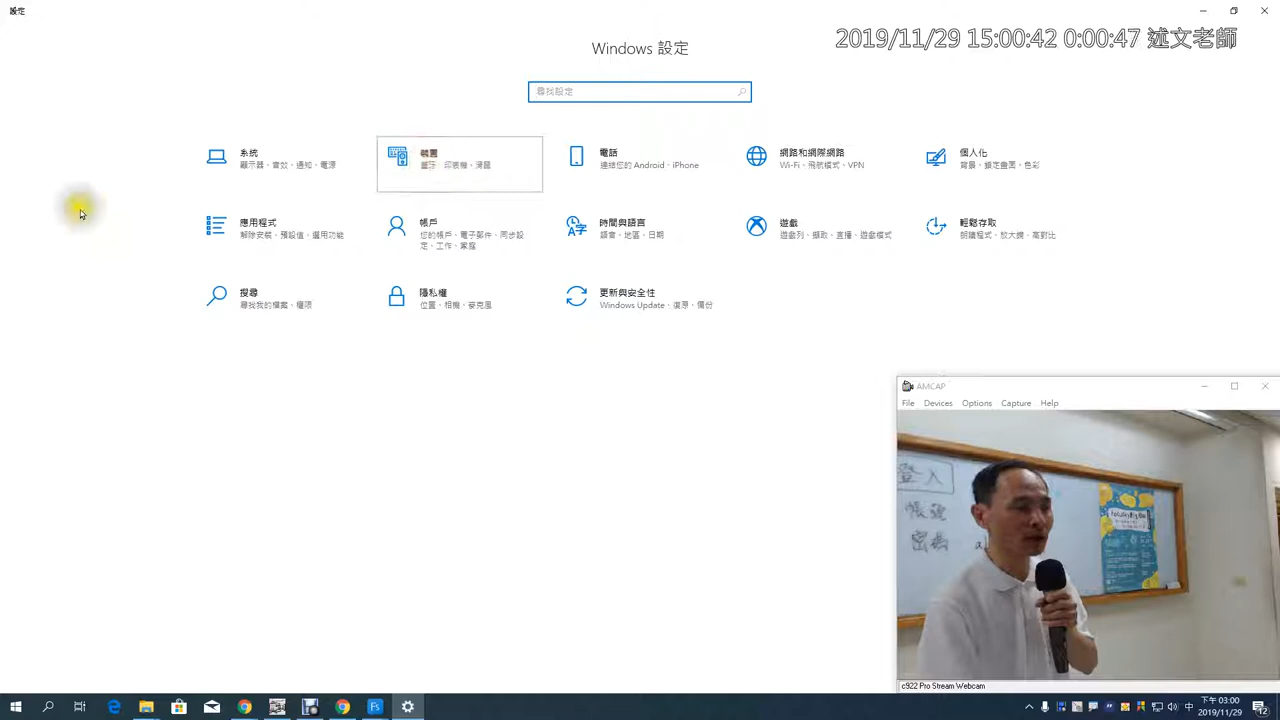 設定
2019/11/29 15:00:42 0:00:47 述文老師
Windows 設定
尋找設定
系統
顯示器、音效、通知、電源
裝置
藍牙、印表機、滑鼠
電話
連結您的 Android、iPhone
網路和網際網路
Wi-Fi、飛航模式、VPN
個人化
背景、鎖定畫面、色彩
應用程式
解除安裝、預設值、選用功能
帳戶
您的帳戶、電子郵件、同步設
定、工作、家庭
時間與語言
語音、地區、日期
遊戲
遊戲列、擷取、直播、遊戲模式
輕鬆存取
朗讀程式、放大鏡、高對比
搜尋
尋找我的檔案、權限
隱私權
位置、相機、麥克風
更新與安全性
Windows Update、復原、備份
AMCAP
File Devices Options Capture Help
登入
帳號
密碼 a
c922 Pro Stream Webcam
中
下午 03:00
2019/11/29
12